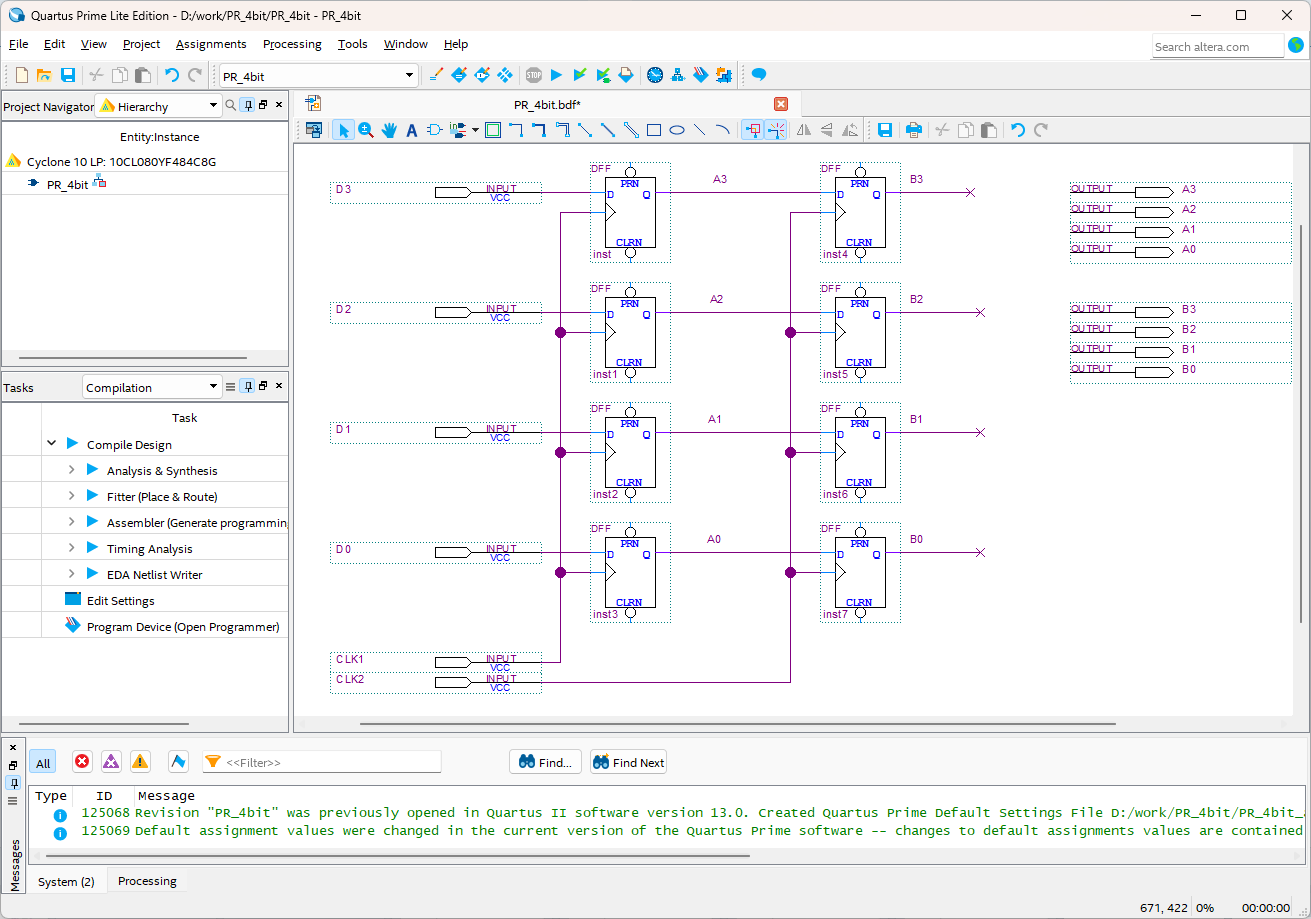 Quartus Prime Lite Edition - D:/work/PR_4bit/PR_4bit - PR_4bit
File Edit View Project Assignments Processing Tools Window Help
Search altera.com
PR_4bit
STOP
Project Navigator Hierarchy
Entity:Instance
Cyclone 10 LP: 10CL080YF484C8G
PR_4bit
Tasks Compilation
Task
Compile Design
Analysis & Synthesis
Fitter (Place & Route)
Assembler (Generate programmin
Timing Analysis
EDA Netlist Writer
Edit Settings
Program Device (Open Programmer)
PR_4bit.bdf*
A
DFF DFF
D3 INPUT VCC PRN D Q CLRN inst A3 PRN D Q CLRN inst4 B3
DFF DFF
D2 INPUT VCC PRN D Q CLRN inst1 A2 PRN D Q CLRN inst5 B2
DFF DFF
D1 INPUT VCC PRN D Q CLRN inst2 A1 PRN D Q CLRN inst6 B1
DFF DFF
D0 INPUT VCC PRN D Q CLRN inst3 A0 PRN D Q CLRN inst7 B0
CLK1 INPUT VCC
CLK2 INPUT VCC
OUTPUT A3
OUTPUT A2
OUTPUT A1
OUTPUT A0
OUTPUT B3
OUTPUT B2
OUTPUT B1
OUTPUT B0
All <<Filter>> Find... Find Next
Type ID Message
125068 Revision "PR_4bit" was previously opened in Quartus II software version 13.0. Created Quartus Prime Default Settings File D:/work/PR_4bit/PR_4bit_
125069 Default assignment values were changed in the current version of the Quartus Prime software -- changes to default assignments values are contained
Messages
System (2) Processing
671, 422 0% 00:00:00